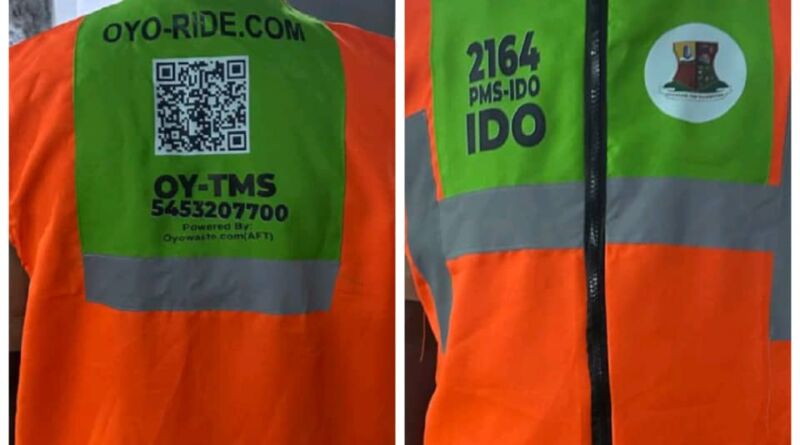 OYO-RIDE.COM
OY-TMS
5453207700
Powered By:
Oyowaste.com(AFT)
2164
PMS-IDO
IDO